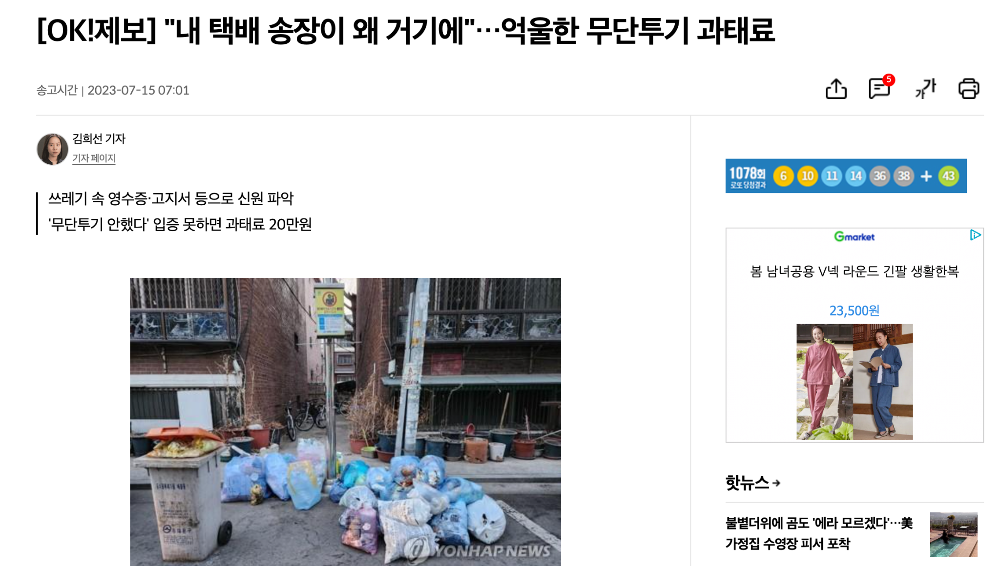 [OK!제보] "내 택배 송장이 왜 거기에"…억울한 무단투기 과태료
송고시간 | 2023-07-15 07:01
5
가가
김희선 기자
기자 페이지
쓰레기 속 영수증·고지서 등으로 신원 파악
'무단투기 안했다' 입증 못하면 과태료 20만원
YONHAP NEWS
1078회
로또 당첨결과
6 10 11 14 36 38 + 43
Gmarket
봄 남녀공용 V넥 라운드 긴팔 생활한복
23,500원
핫뉴스
불볕더위에 곰도 '에라 모르겠다'…美
가정집 수영장 피서 포착